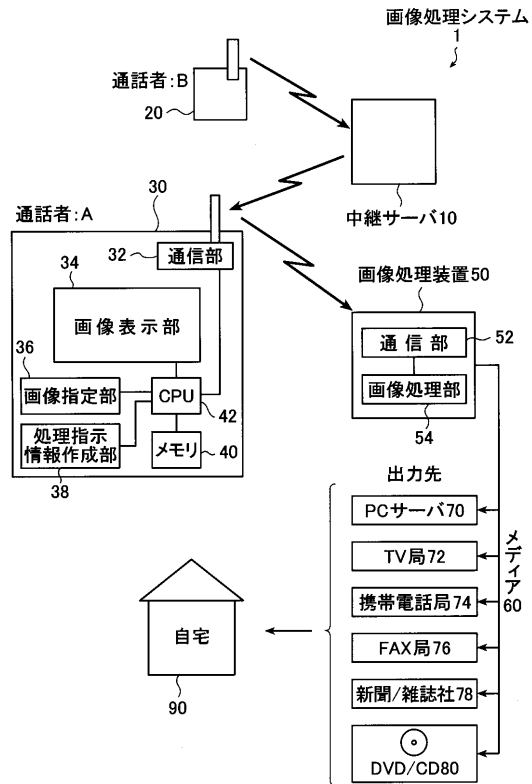 画像処理システム
1
通話者:B
20
中継サーバ10
通話者:A
30
32
通信部
34
画像表示部
36
画像指定部
CPU
42
処理指示
情報作成部
38
メモリ
40
画像処理装置50
通信部
52
画像処理部
54
出力先
PCサーバ70
TV局72
携帯電話局74
FAX局76
新聞/雑誌社78
DVD/CD80
メディア
60
自宅
90